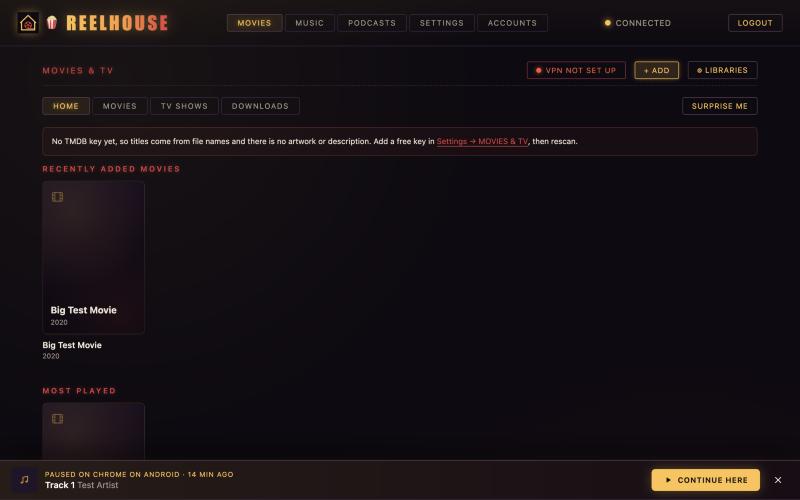 REELHOUSE
MOVIES MUSIC PODCASTS SETTINGS ACCOUNTS
CONNECTED
LOGOUT
MOVIES & TV
VPN NOT SET UP
+ ADD
LIBRARIES
HOME MOVIES TV SHOWS DOWNLOADS
SURPRISE ME
No TMDB key yet, so titles come from file names and there is no artwork or description. Add a free key in Settings → MOVIES & TV, then rescan.
RECENTLY ADDED MOVIES
Big Test Movie
2020
Big Test Movie
2020
MOST PLAYED
PAUSED ON CHROME ON ANDROID · 14 MIN AGO
Track 1 Test Artist
CONTINUE HERE